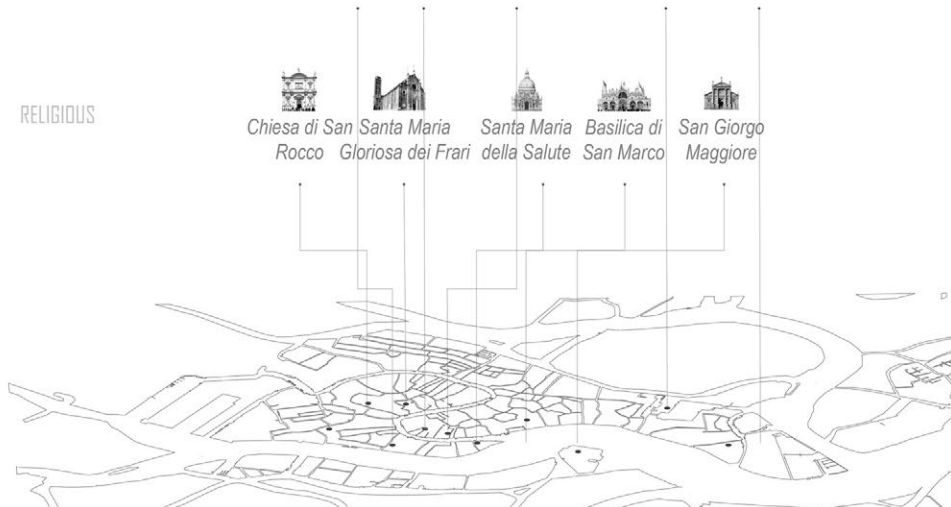 RELIGIOUS
Chiesa di San Rocco
Santa Maria Gloriosa dei Frari
Santa Maria della Salute
Basilica di San Marco
San Giorgo Maggiore